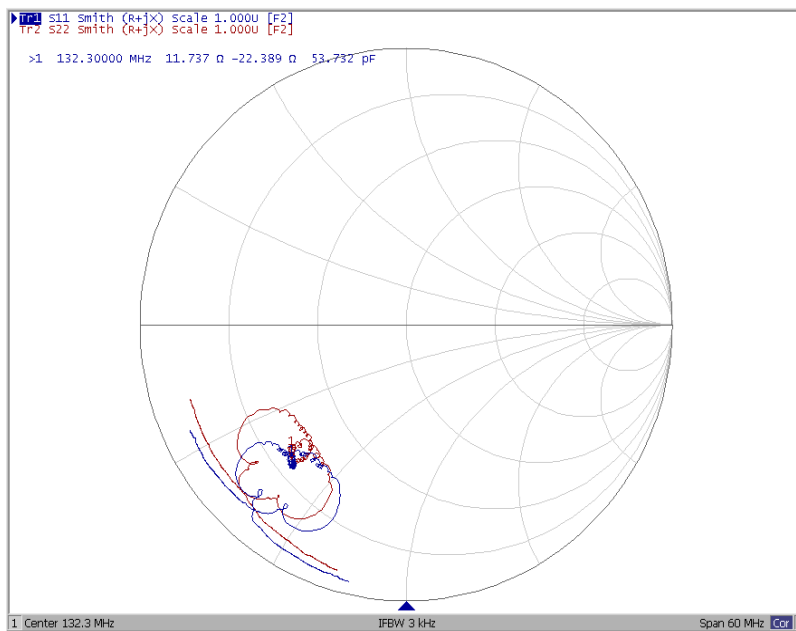 Tr1 S11 Smith (R+jX) Scale 1.000U [F2]
Tr2 S22 Smith (R+jX) Scale 1.000U [F2]
>1 132.30000 MHz 11.737 Ω -22.389 Ω 53.732 pF
1
1 Center 132.3 MHz IFBW 3 kHz Span 60 MHz Cor